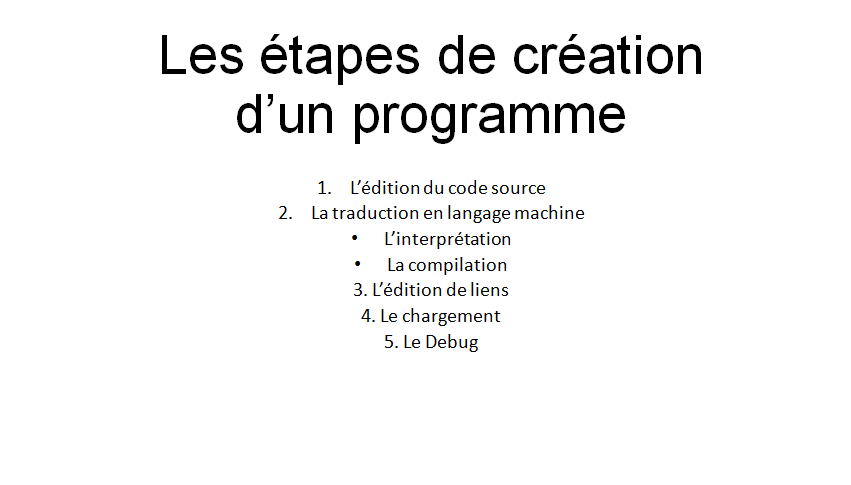 Les étapes de création
d’un programme
1. L’édition du code source
2. La traduction en langage machine
• L’interprétation
• La compilation
3. L’édition de liens
4. Le chargement
5. Le Debug